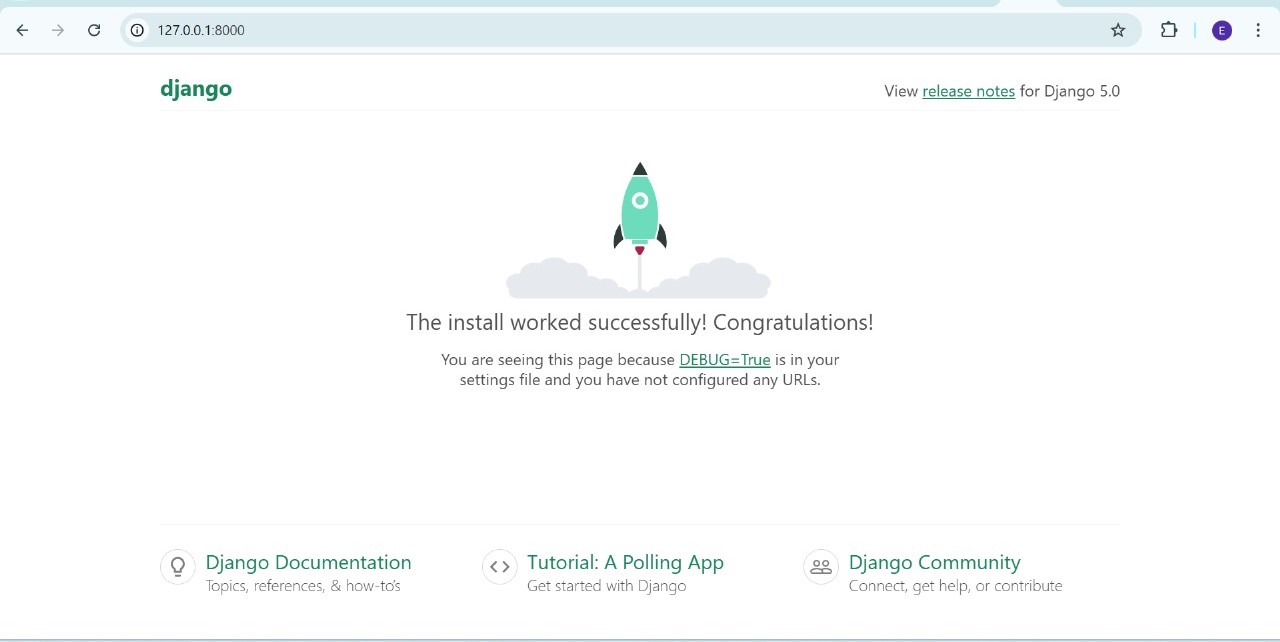 127.0.0.1:8000
E
django
View release notes for Django 5.0
The install worked successfully! Congratulations!
You are seeing this page because DEBUG=True is in your
settings file and you have not configured any URLs.
Django Documentation
Topics, references, & how-to's
Tutorial: A Polling App
Get started with Django
Django Community
Connect, get help, or contribute